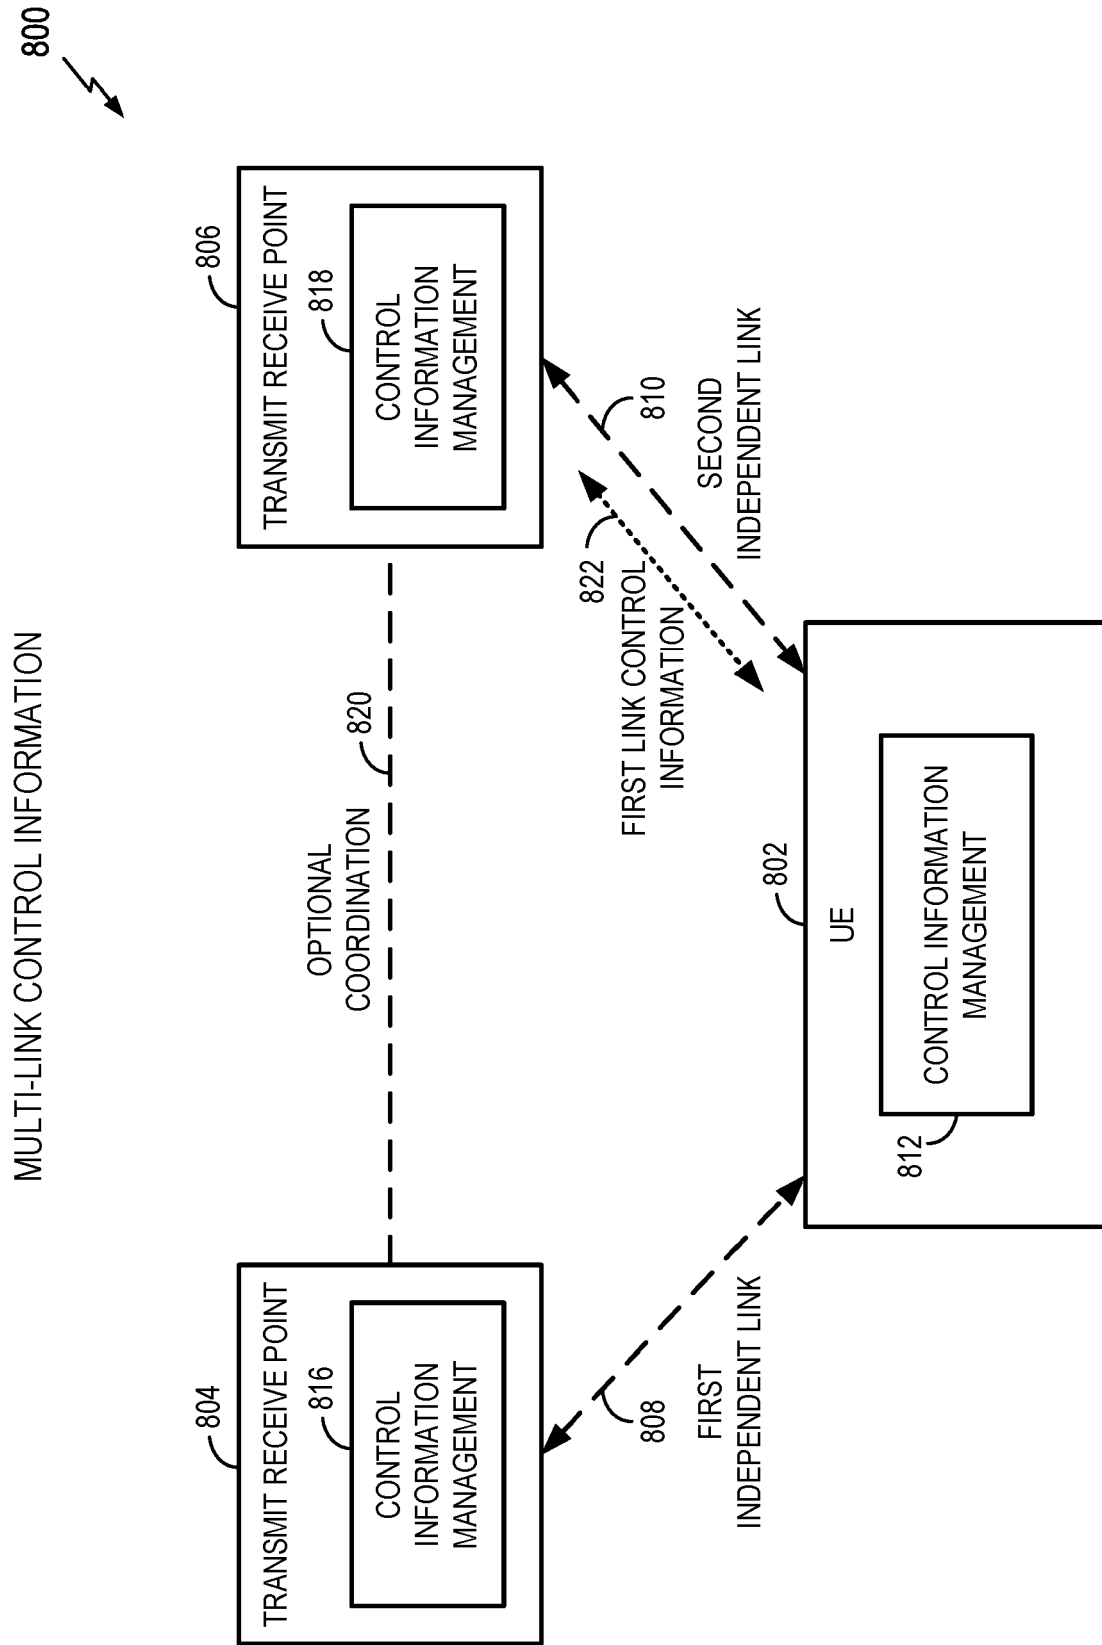 MULTI-LINK CONTROL INFORMATION
800
804
TRANSMIT RECEIVE POINT
816
CONTROL
INFORMATION
MANAGEMENT
OPTIONAL
COORDINATION
820
806
TRANSMIT RECEIVE POINT
818
CONTROL
INFORMATION
MANAGEMENT
808
FIRST
INDEPENDENT LINK
822
FIRST LINK CONTROL
INFORMATION
810
SECOND
INDEPENDENT LINK
802
UE
812
CONTROL INFORMATION
MANAGEMENT